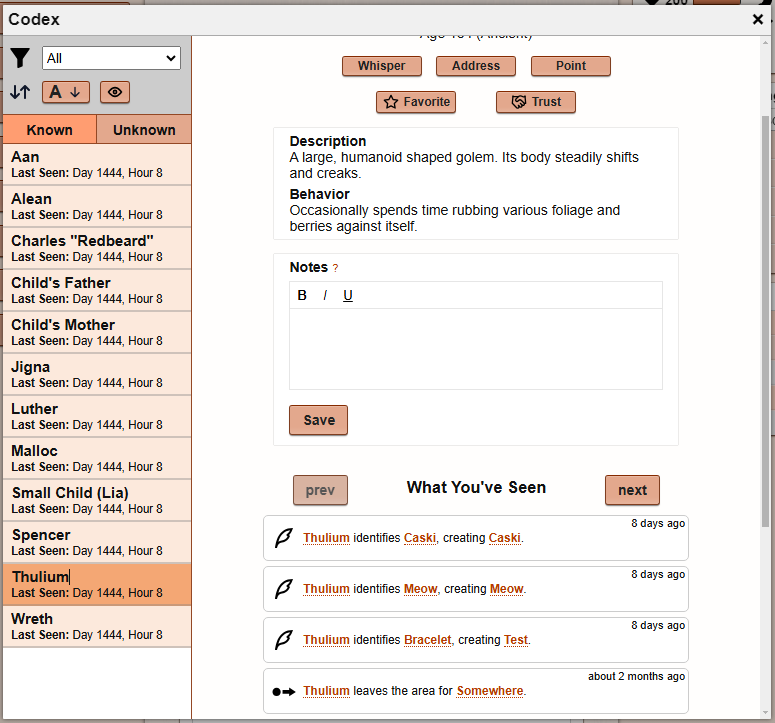 200
Codex
All
A
Known
Unknown
Aan
Last Seen: Day 1444, Hour 8
Alean
Last Seen: Day 1444, Hour 8
Charles "Redbeard"
Last Seen: Day 1444, Hour 8
Child's Father
Last Seen: Day 1444, Hour 8
Child's Mother
Last Seen: Day 1444, Hour 8
Jigna
Last Seen: Day 1444, Hour 8
Luther
Last Seen: Day 1444, Hour 8
Malloc
Last Seen: Day 1444, Hour 8
Small Child (Lia)
Last Seen: Day 1444, Hour 8
Spencer
Last Seen: Day 1444, Hour 8
Thulium
Last Seen: Day 1444, Hour 8
Wreth
Last Seen: Day 1444, Hour 8
(Ancient)
Whisper
Address
Point
Favorite
Trust
Description
A large, humanoid shaped golem. Its body steadily shifts
and creaks.
Behavior
Occasionally spends time rubbing various foliage and
berries against itself.
Notes ?
B I U
Save
prev
What You've Seen
next
8 days ago
Thulium identifies Caski, creating Caski.
8 days ago
Thulium identifies Meow, creating Meow.
8 days ago
Thulium identifies Bracelet, creating Test.
about 2 months ago
Thulium leaves the area for Somewhere.